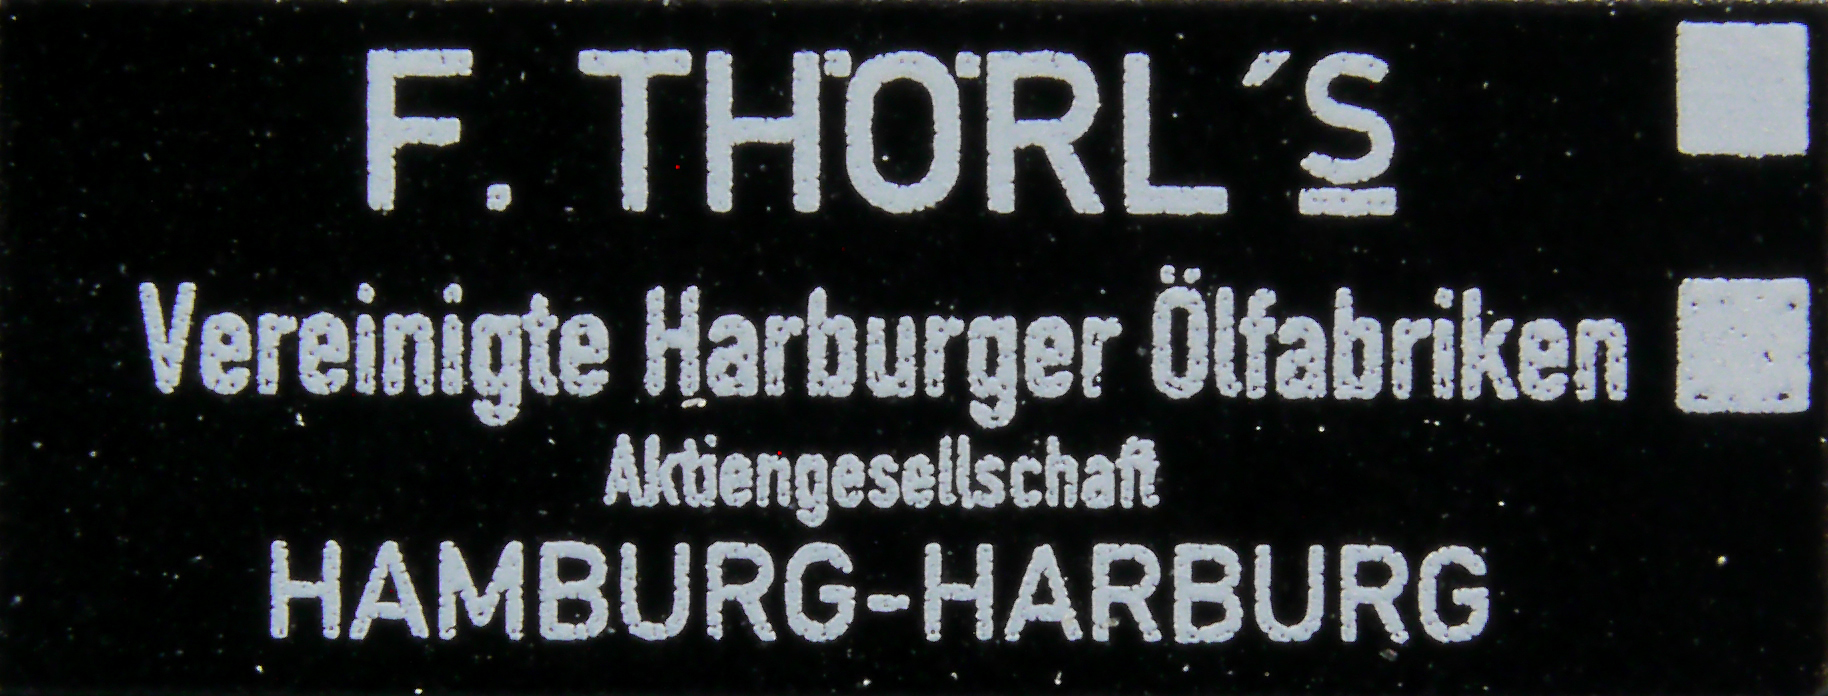 F. THÖRL´S
Vereinigte Harburger Ölfabriken
Aktiengesellschaft
HAMBURG-HARBURG